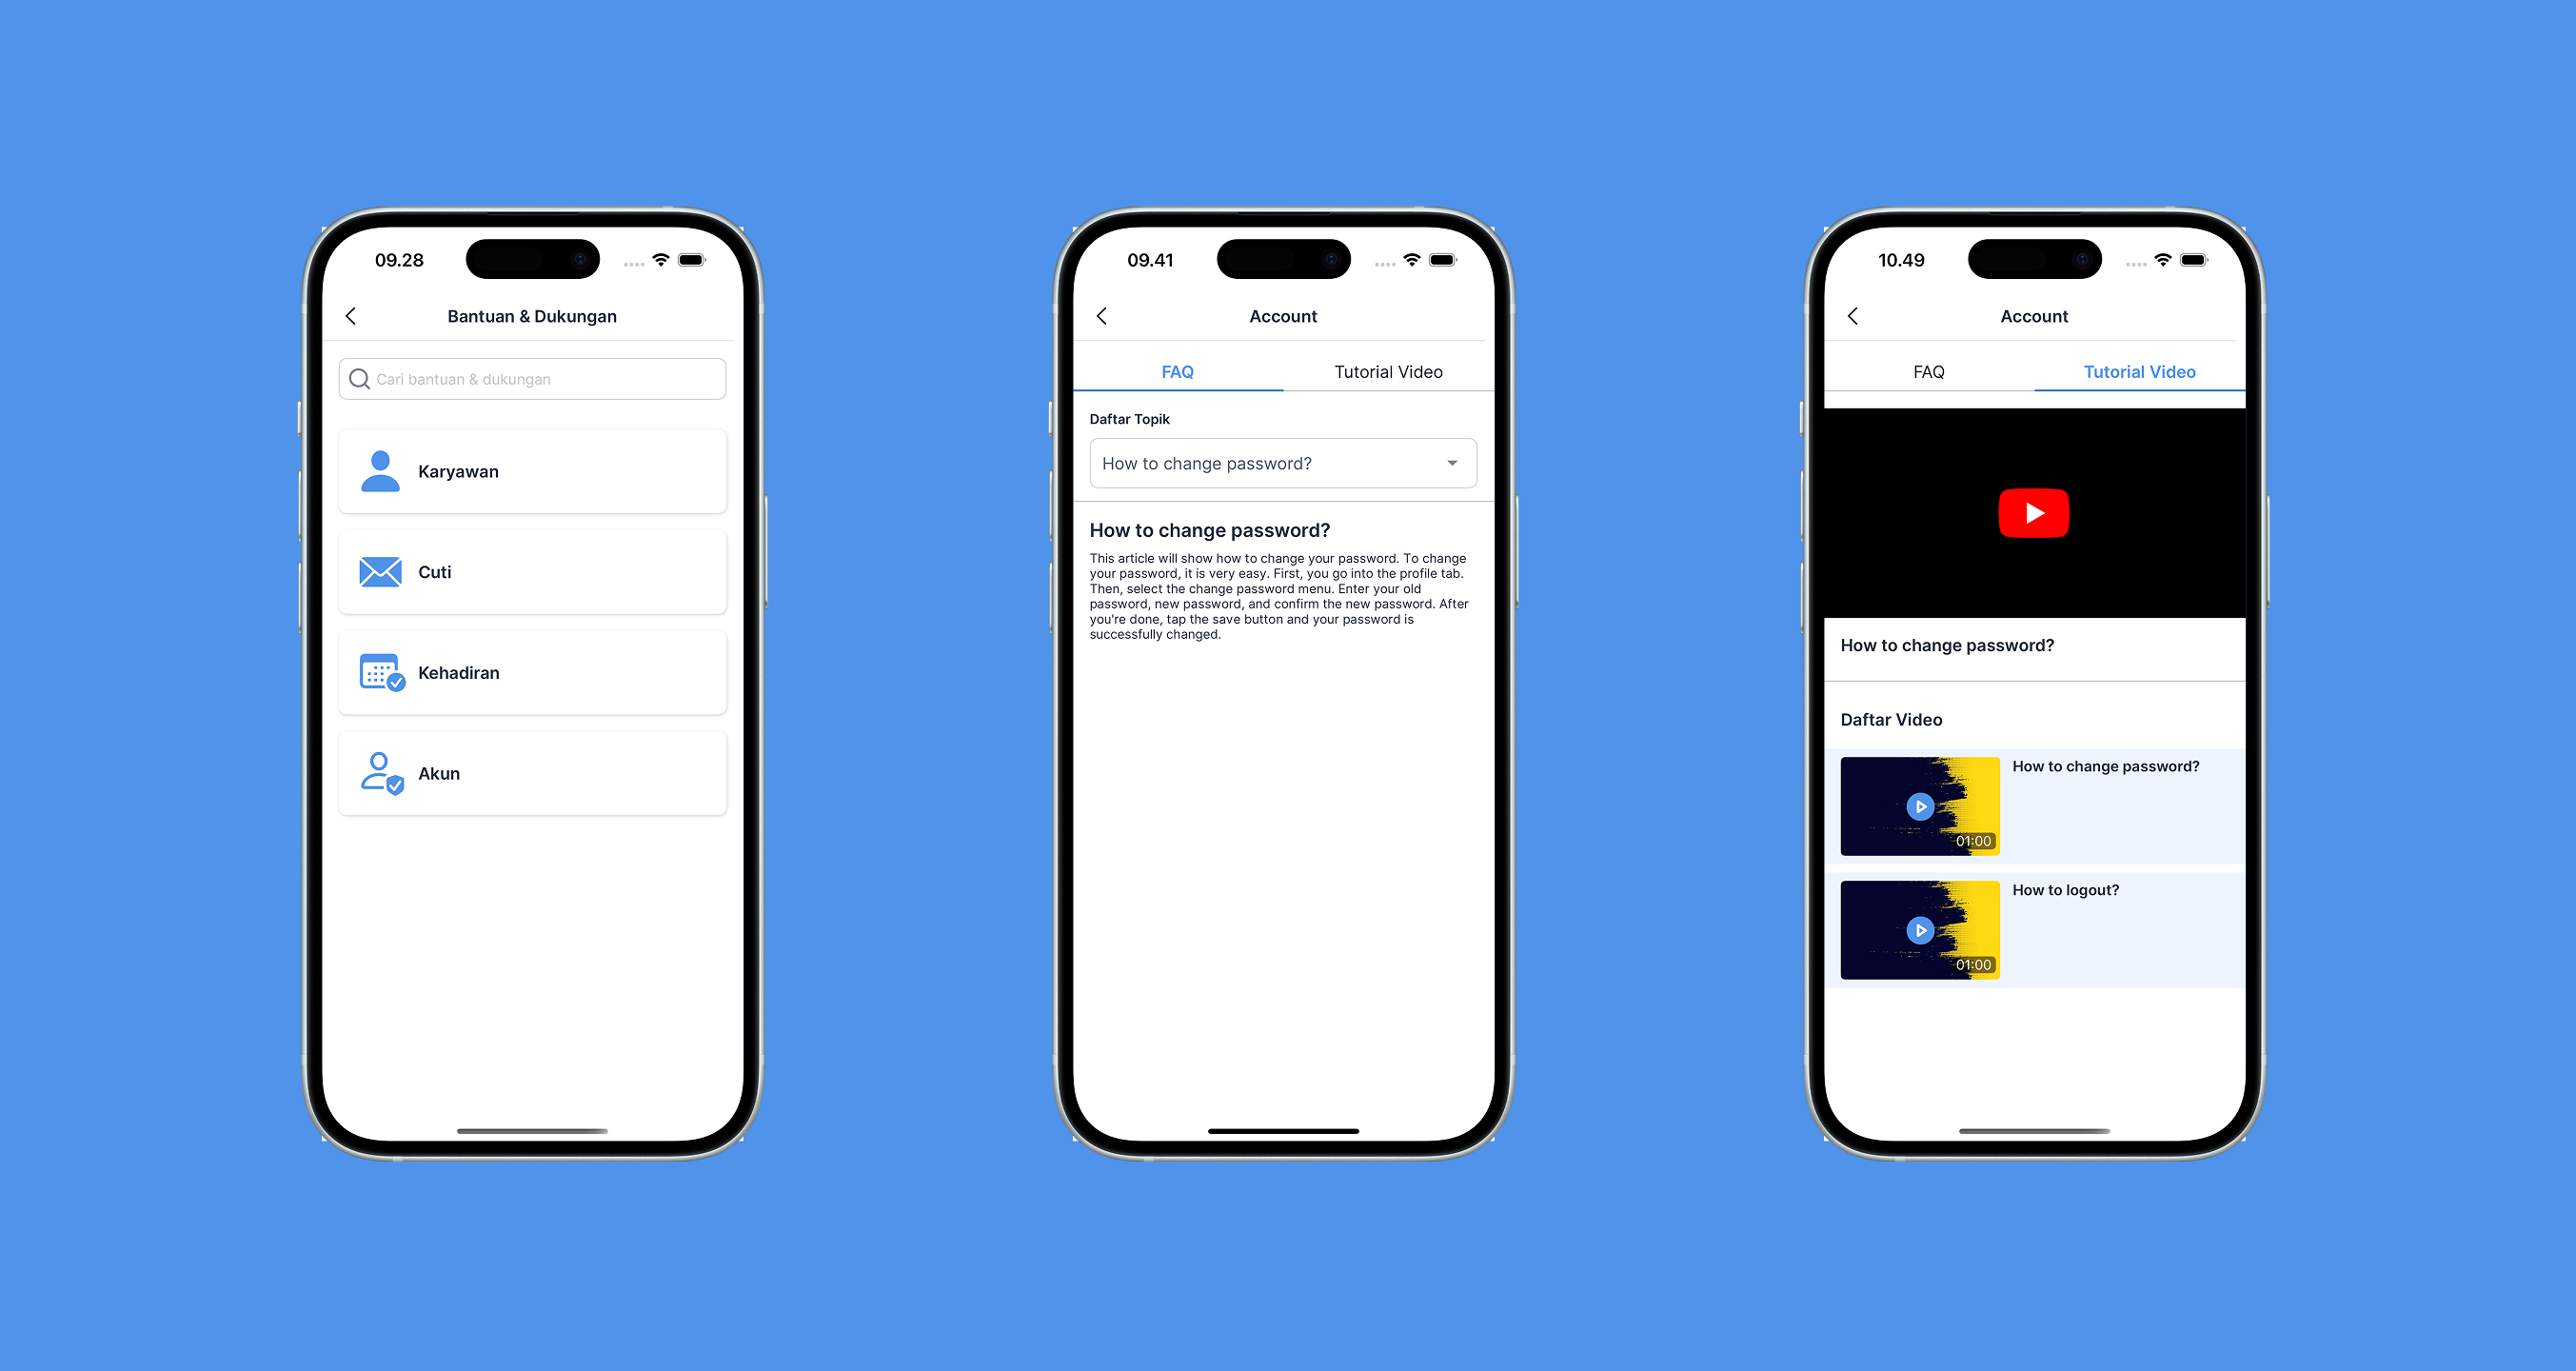 09.28
Bantuan & Dukungan
Cari bantuan & dukungan
Karyawan
Cuti
Kehadiran
Akun
09.41
Account
FAQ
Tutorial Video
Daftar Topik
How to change password?
How to change password?
This article will show how to change your password. To change
your password, it is very easy. First, you go into the profile tab.
Then, select the change password menu. Enter your old
password, new password, and confirm the new password. After
you're done, tap the save button and your password is
successfully changed.
10.49
Account
FAQ
Tutorial Video
How to change password?
Daftar Video
How to change password?
01:00
How to logout?
01:00